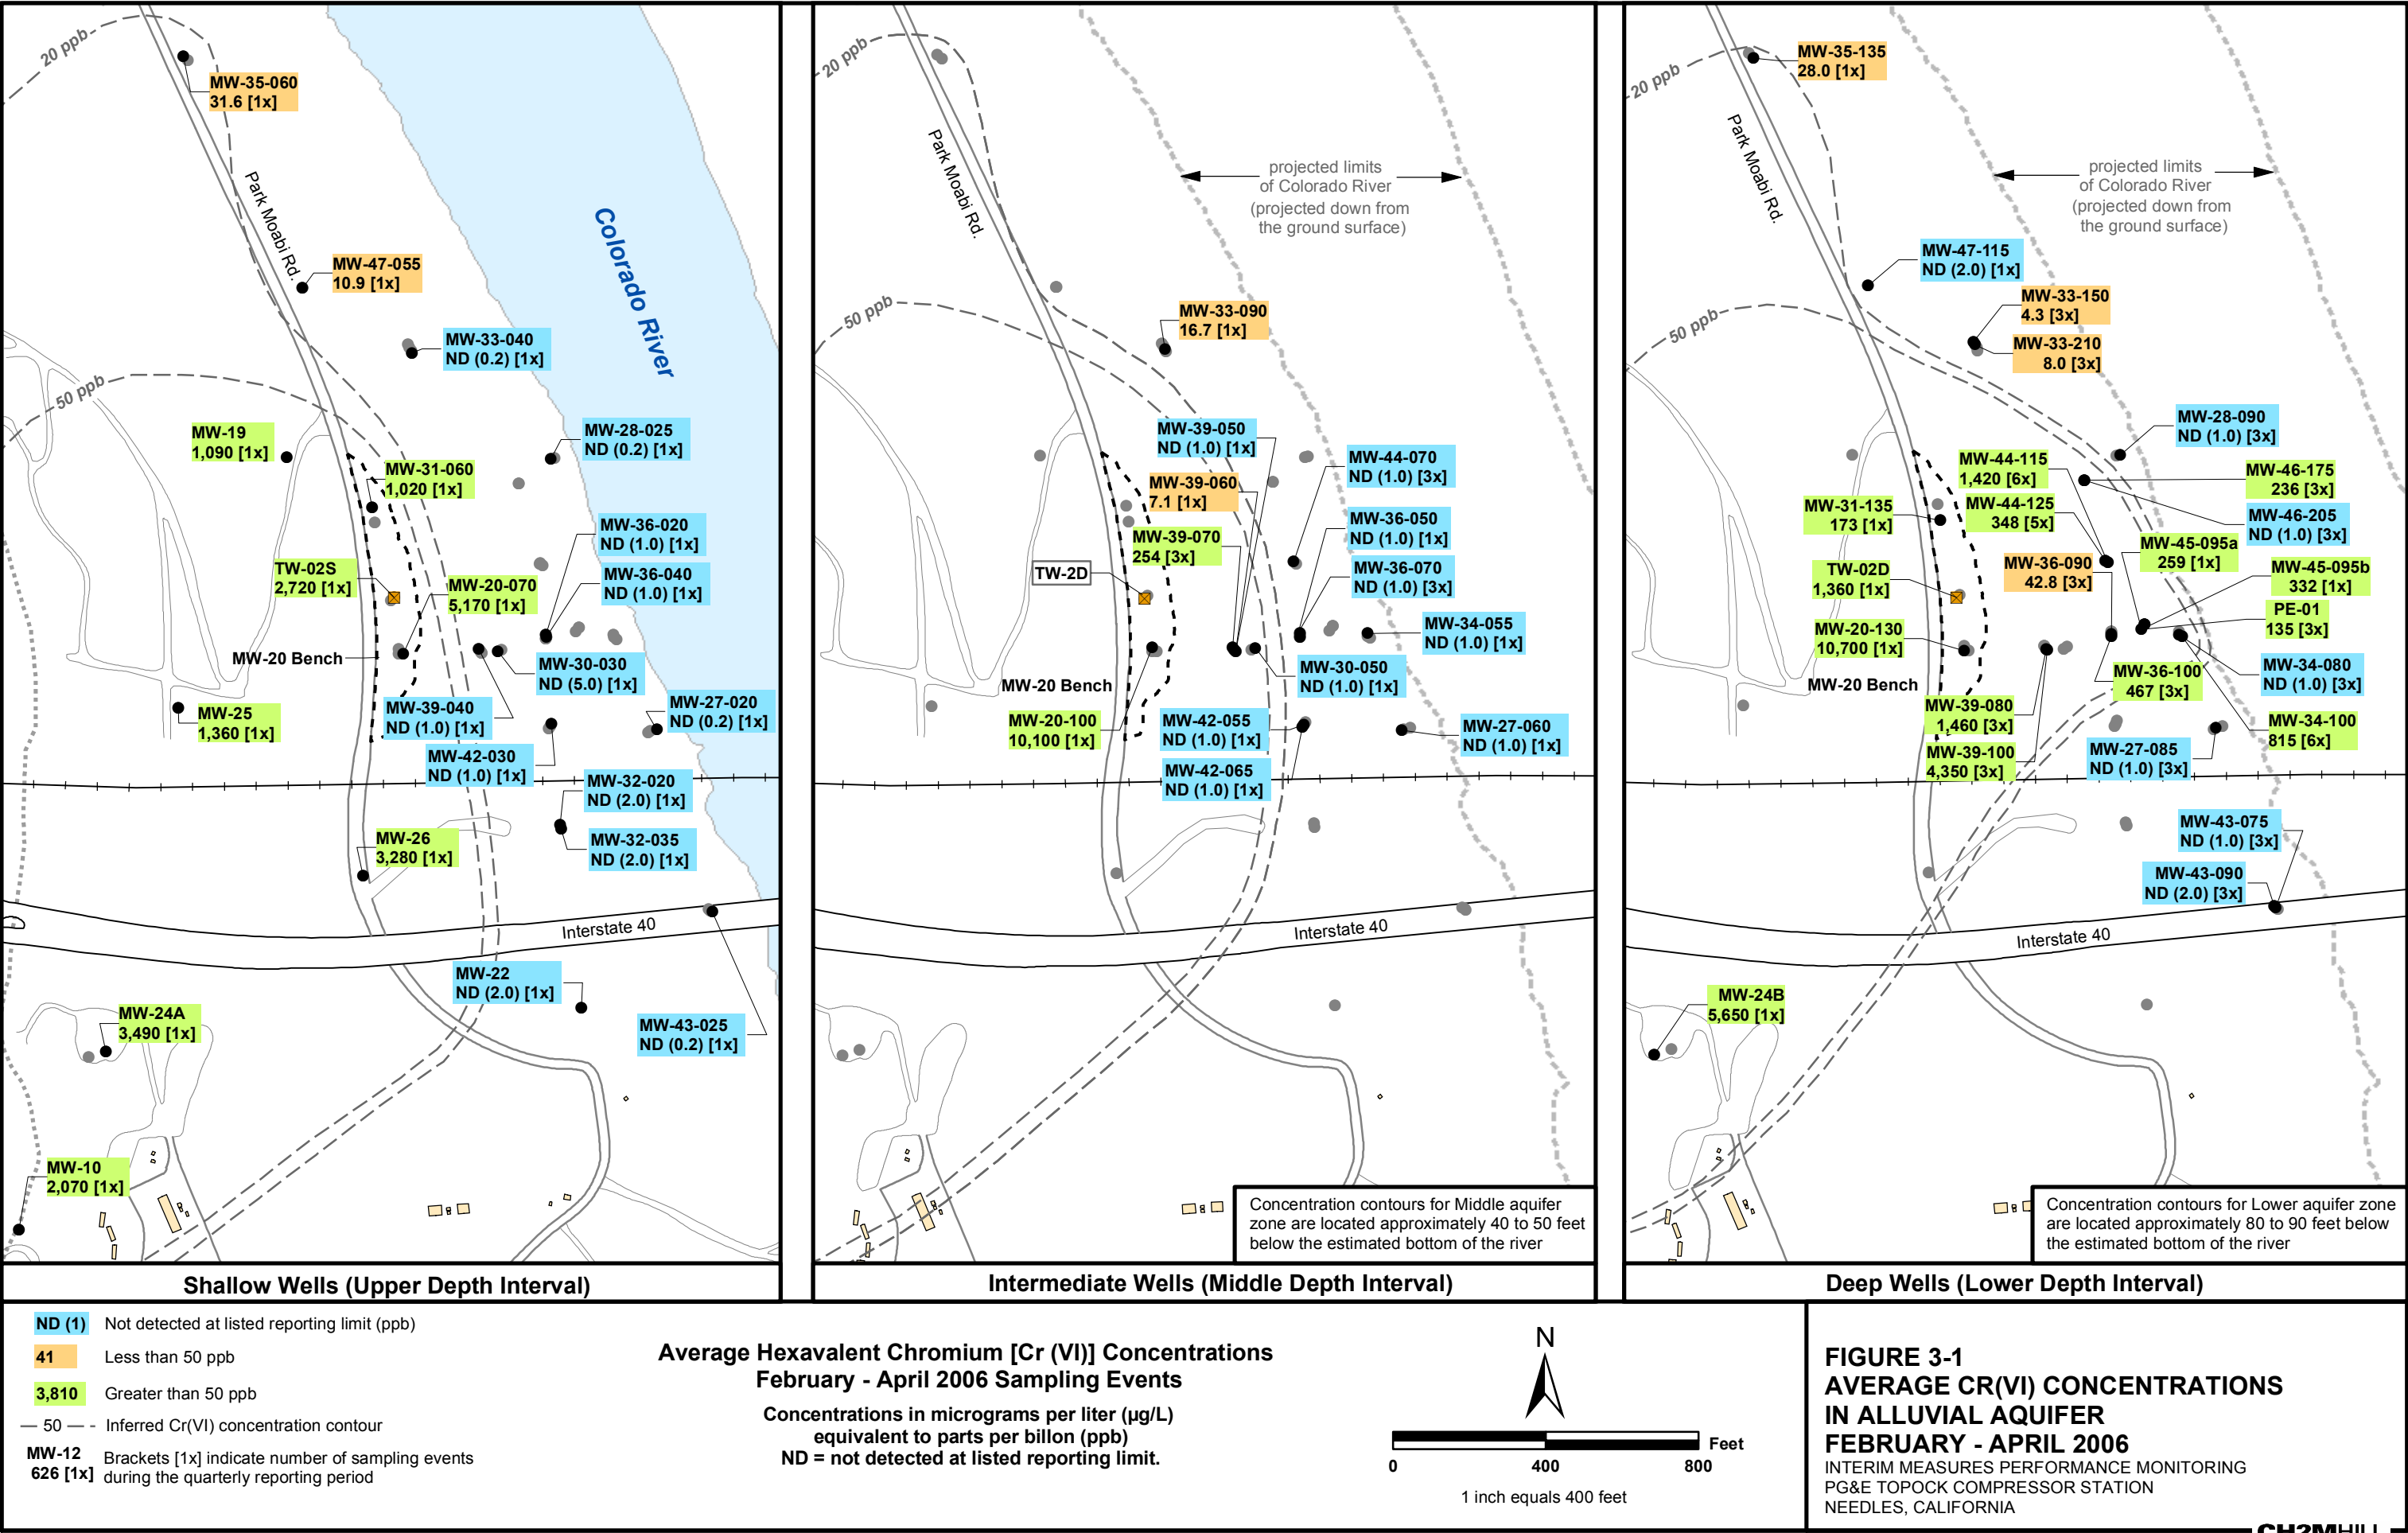 20 ppb
MW-35-060
31.6 [1x]
Park Moabi Rd.
Colorado River
MW-47-055
10.9 [1x]
MW-33-040
ND (0.2) [1x]
50 ppb
MW-19
1,090 [1x]
MW-28-025
ND (0.2) [1x]
MW-31-060
1,020 [1x]
MW-36-020
ND (1.0) [1x]
TW-02S
2,720 [1x]
MW-20-070
5,170 [1x]
MW-36-040
ND (1.0) [1x]
MW-20 Bench
MW-30-030
ND (5.0) [1x]
MW-25
1,360 [1x]
MW-39-040
ND (1.0) [1x]
MW-27-020
ND (0.2) [1x]
MW-42-030
ND (1.0) [1x]
MW-32-020
ND (2.0) [1x]
MW-26
3,280 [1x]
MW-32-035
ND (2.0) [1x]
Interstate 40
MW-22
ND (2.0) [1x]
MW-24A
3,490 [1x]
MW-43-025
ND (0.2) [1x]
MW-10
2,070 [1x]
Shallow Wells (Upper Depth Interval)
20 ppb
Park Moabi Rd.
projected limits
of Colorado River
(projected down from
the ground surface)
50 ppb
MW-33-090
16.7 [1x]
MW-39-050
ND (1.0) [1x]
MW-44-070
ND (1.0) [3x]
MW-39-060
7.1 [1x]
MW-36-050
ND (1.0) [1x]
MW-39-070
254 [3x]
TW-2D
MW-36-070
ND (1.0) [3x]
MW-34-055
ND (1.0) [1x]
MW-20 Bench
MW-30-050
ND (1.0) [1x]
MW-20-100
10,100 [1x]
MW-42-055
ND (1.0) [1x]
MW-27-060
ND (1.0) [1x]
MW-42-065
ND (1.0) [1x]
Interstate 40
Concentration contours for Middle aquifer
zone are located approximately 40 to 50 feet
below the estimated bottom of the river
Intermediate Wells (Middle Depth Interval)
MW-35-135
28.0 [1x]
20 ppb
Park Moabi Rd.
projected limits
of Colorado River
(projected down from
the ground surface)
MW-47-115
ND (2.0) [1x]
MW-33-150
4.3 [3x]
50 ppb
MW-33-210
8.0 [3x]
MW-28-090
ND (1.0) [3x]
MW-44-115
1,420 [6x]
MW-46-175
236 [3x]
MW-31-135
173 [1x]
MW-44-125
348 [5x]
MW-46-205
ND (1.0) [3x]
MW-45-095a
259 [1x]
TW-02D
1,360 [1x]
MW-36-090
42.8 [3x]
MW-45-095b
332 [1x]
PE-01
135 [3x]
MW-20-130
10,700 [1x]
MW-20 Bench
MW-36-100
467 [3x]
MW-34-080
ND (1.0) [3x]
MW-39-080
1,460 [3x]
MW-34-100
815 [6x]
MW-39-100
4,350 [3x]
MW-27-085
ND (1.0) [3x]
MW-43-075
ND (1.0) [3x]
MW-43-090
ND (2.0) [3x]
Interstate 40
MW-24B
5,650 [1x]
Concentration contours for Lower aquifer zone
are located approximately 80 to 90 feet below
the estimated bottom of the river
Deep Wells (Lower Depth Interval)
ND (1) Not detected at listed reporting limit (ppb)
41 Less than 50 ppb
3,810 Greater than 50 ppb
50 Inferred Cr(VI) concentration contour
MW-12
626 [1x]
Brackets [1x] indicate number of sampling events
during the quarterly reporting period
Average Hexavalent Chromium [Cr (VI)] Concentrations
February - April 2006 Sampling Events
Concentrations in micrograms per liter (µg/L)
equivalent to parts per billon (ppb)
ND = not detected at listed reporting limit.
N
Feet
0 400 800
1 inch equals 400 feet
FIGURE 3-1
AVERAGE CR(VI) CONCENTRATIONS
IN ALLUVIAL AQUIFER
FEBRUARY - APRIL 2006
INTERIM MEASURES PERFORMANCE MONITORING
PG&E TOPOCK COMPRESSOR STATION
NEEDLES, CALIFORNIA
CH2MHILL